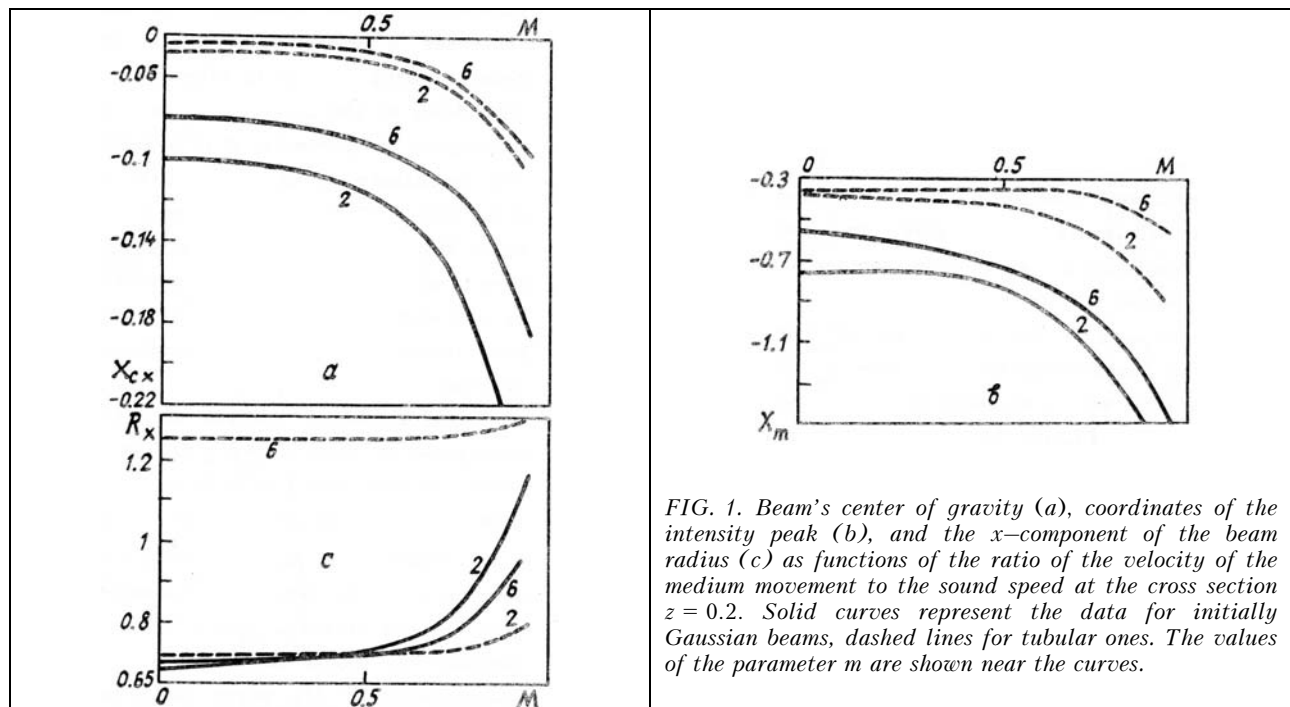 0 0.5 M
-0.06
-0.1
-0.14
-0.18
X_cx
-0.22
6
2
6
2
a
R_x
1.2
1
0.8
0.65
6
2
6
2
c
0 0.5 M
0 0.5 M
-0.3
-0.7
-1.1
X_m
6
2
6
2
в
FIG. 1. Beam's center of gravity (a), coordinates of the
intensity peak (b), and the x–component of the beam
radius (c) as functions of the ratio of the velocity of the
medium movement to the sound speed at the cross section
z = 0.2. Solid curves represent the data for initially
Gaussian beams, dashed lines for tubular ones. The values
of the parameter m are shown near the curves.